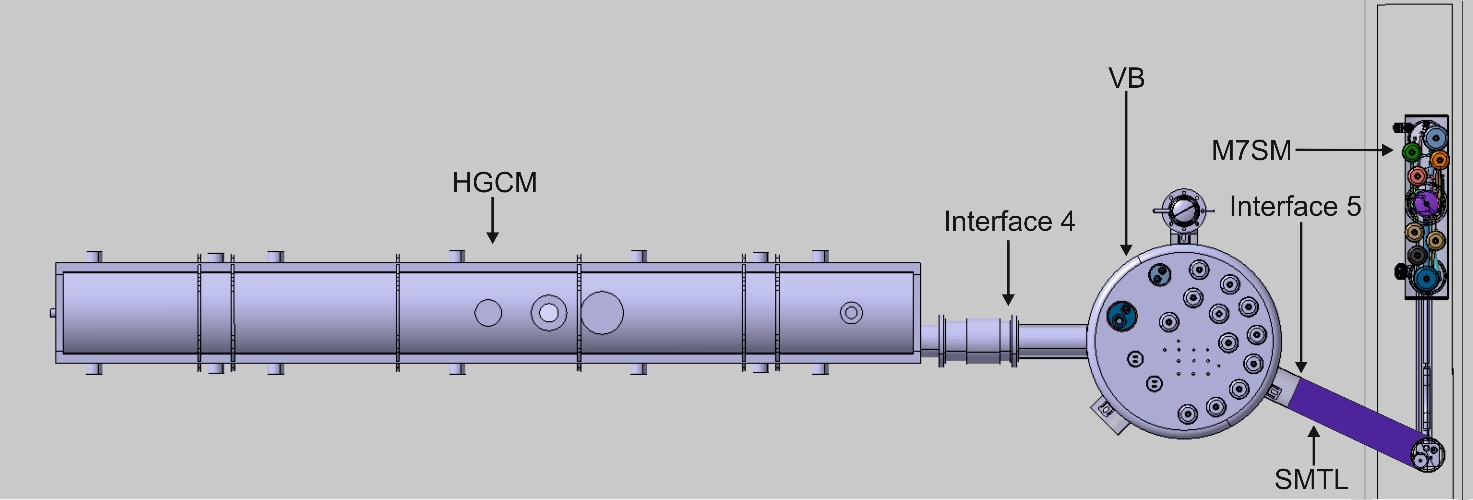 VB
M7SM
HGCM
Interface 4
Interface 5
SMTL